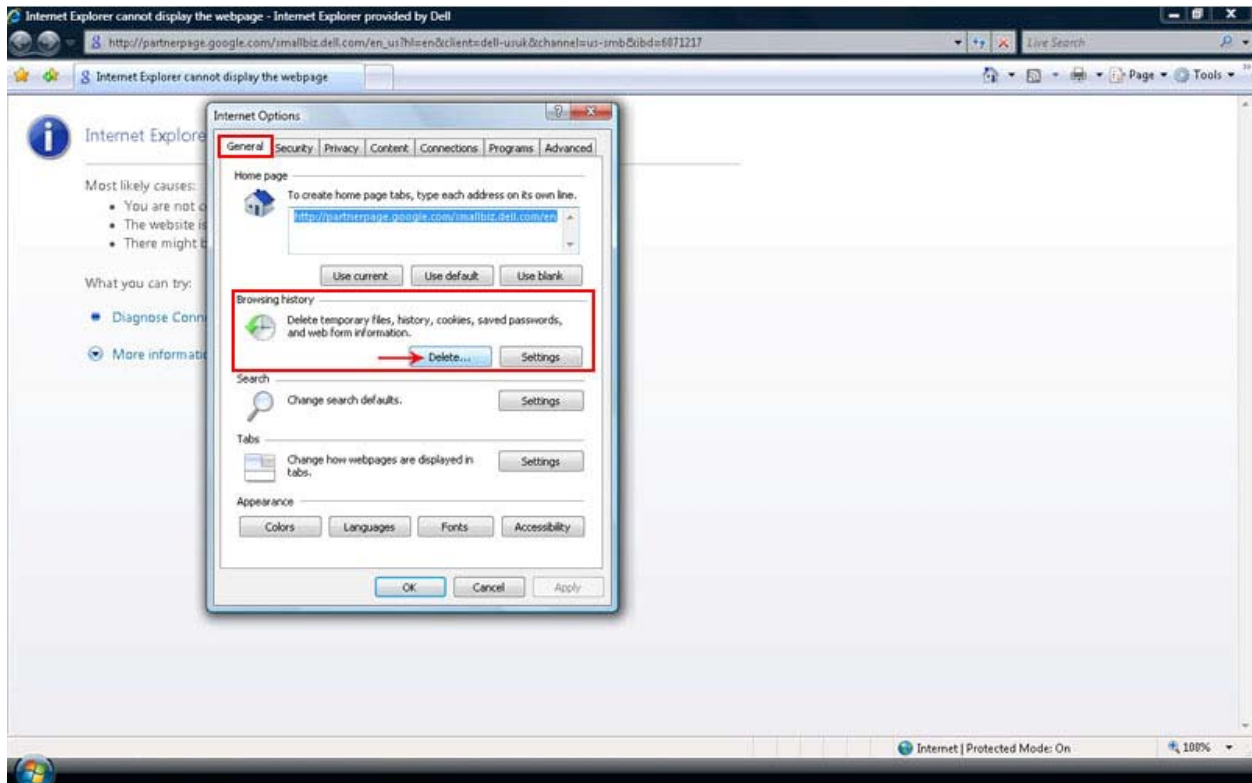 Internet Explorer cannot display the webpage - Internet Explorer provided by Dell
http://partnerpage.google.com/smallbiz.dell.com/en_us?hl=en&client=dell-usuk&channel=us-smb&ibd=6071217
Live Search
Internet Explorer cannot display the webpage
Page
Tools
Internet Explore
Most likely causes:
You are not c
The website is
There might b
What you can try:
Diagnose Conn
More informatio
Internet Options
General Security Privacy Content Connections Programs Advanced
Home page
To create home page tabs, type each address on its own line.
http://partnerpage.google.com/smallbiz.dell.com/en
Use current Use default Use blank
Browsing history
Delete temporary files, history, cookies, saved passwords,
and web form information.
Delete... Settings
Search
Change search defaults.
Settings
Tabs
Change how webpages are displayed in
tabs.
Settings
Appearance
Colors Languages Fonts Accessibility
OK Cancel Apply
Internet | Protected Mode: On
100%